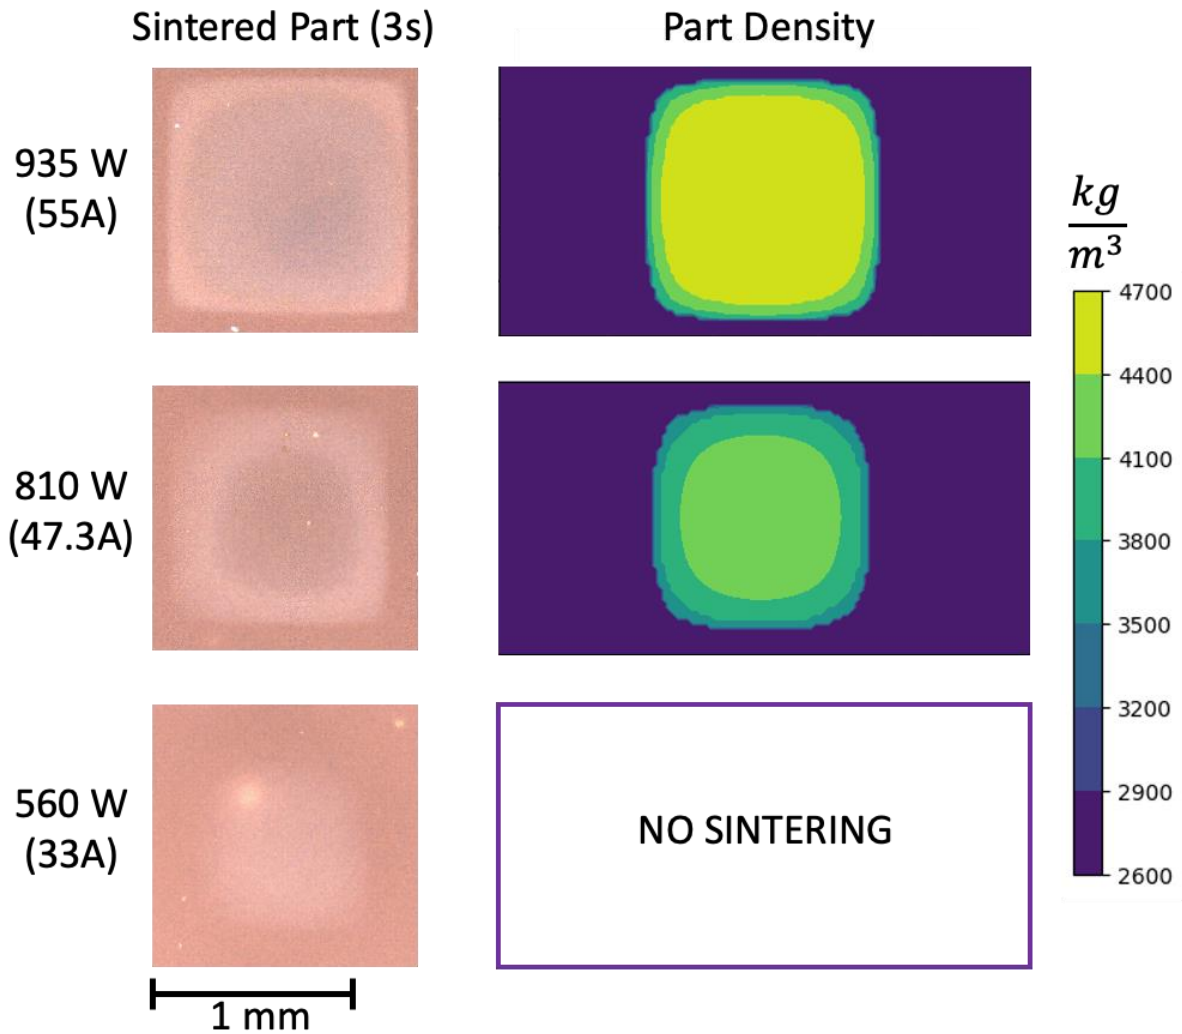 Sintered Part (3s)
Part Density
935 W
(55A)
810 W
(47.3A)
560 W
(33A)
NO SINTERING
kg
m³
4700
4400
4100
3800
3500
3200
2900
2600
1 mm